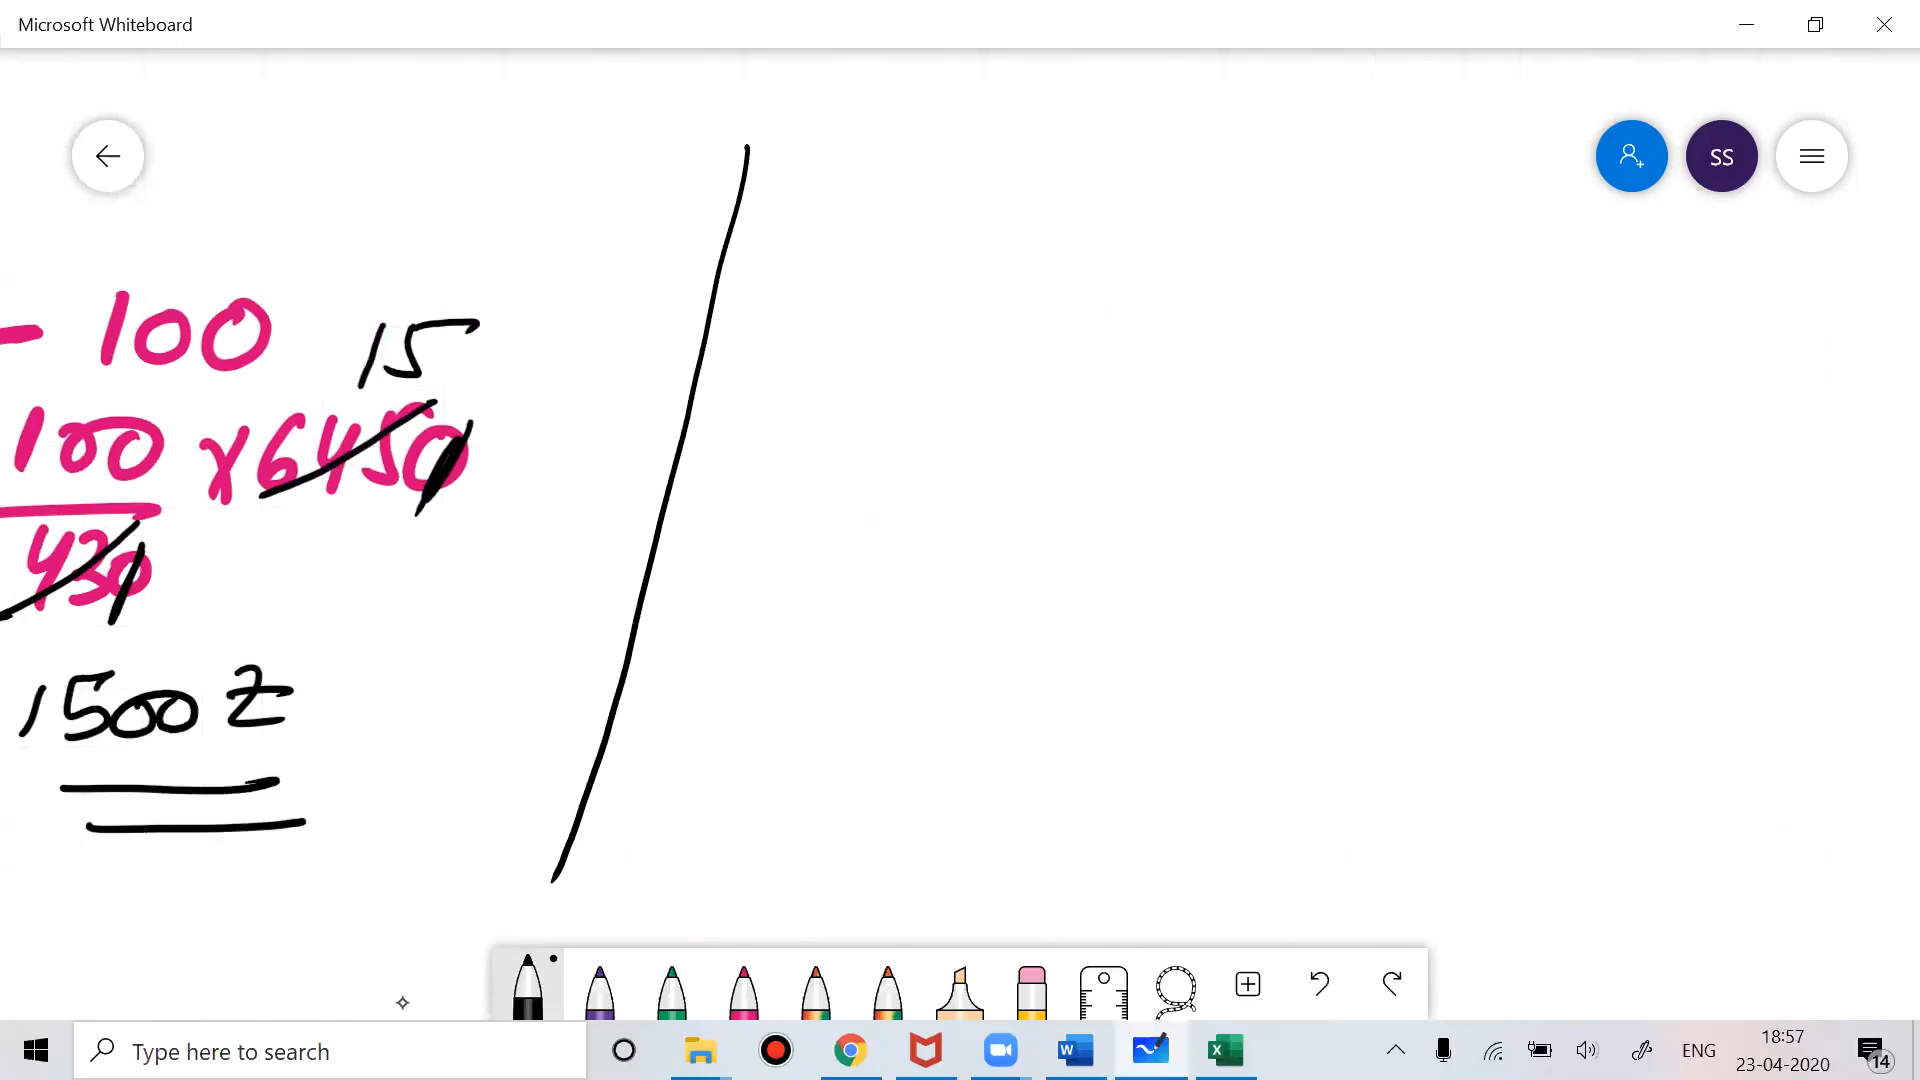 Microsoft Whiteboard
SS
- 100
15
100 x 6450
430
1500 Z
Type here to search
W
X
ENG
18:57
23-04-2020
14